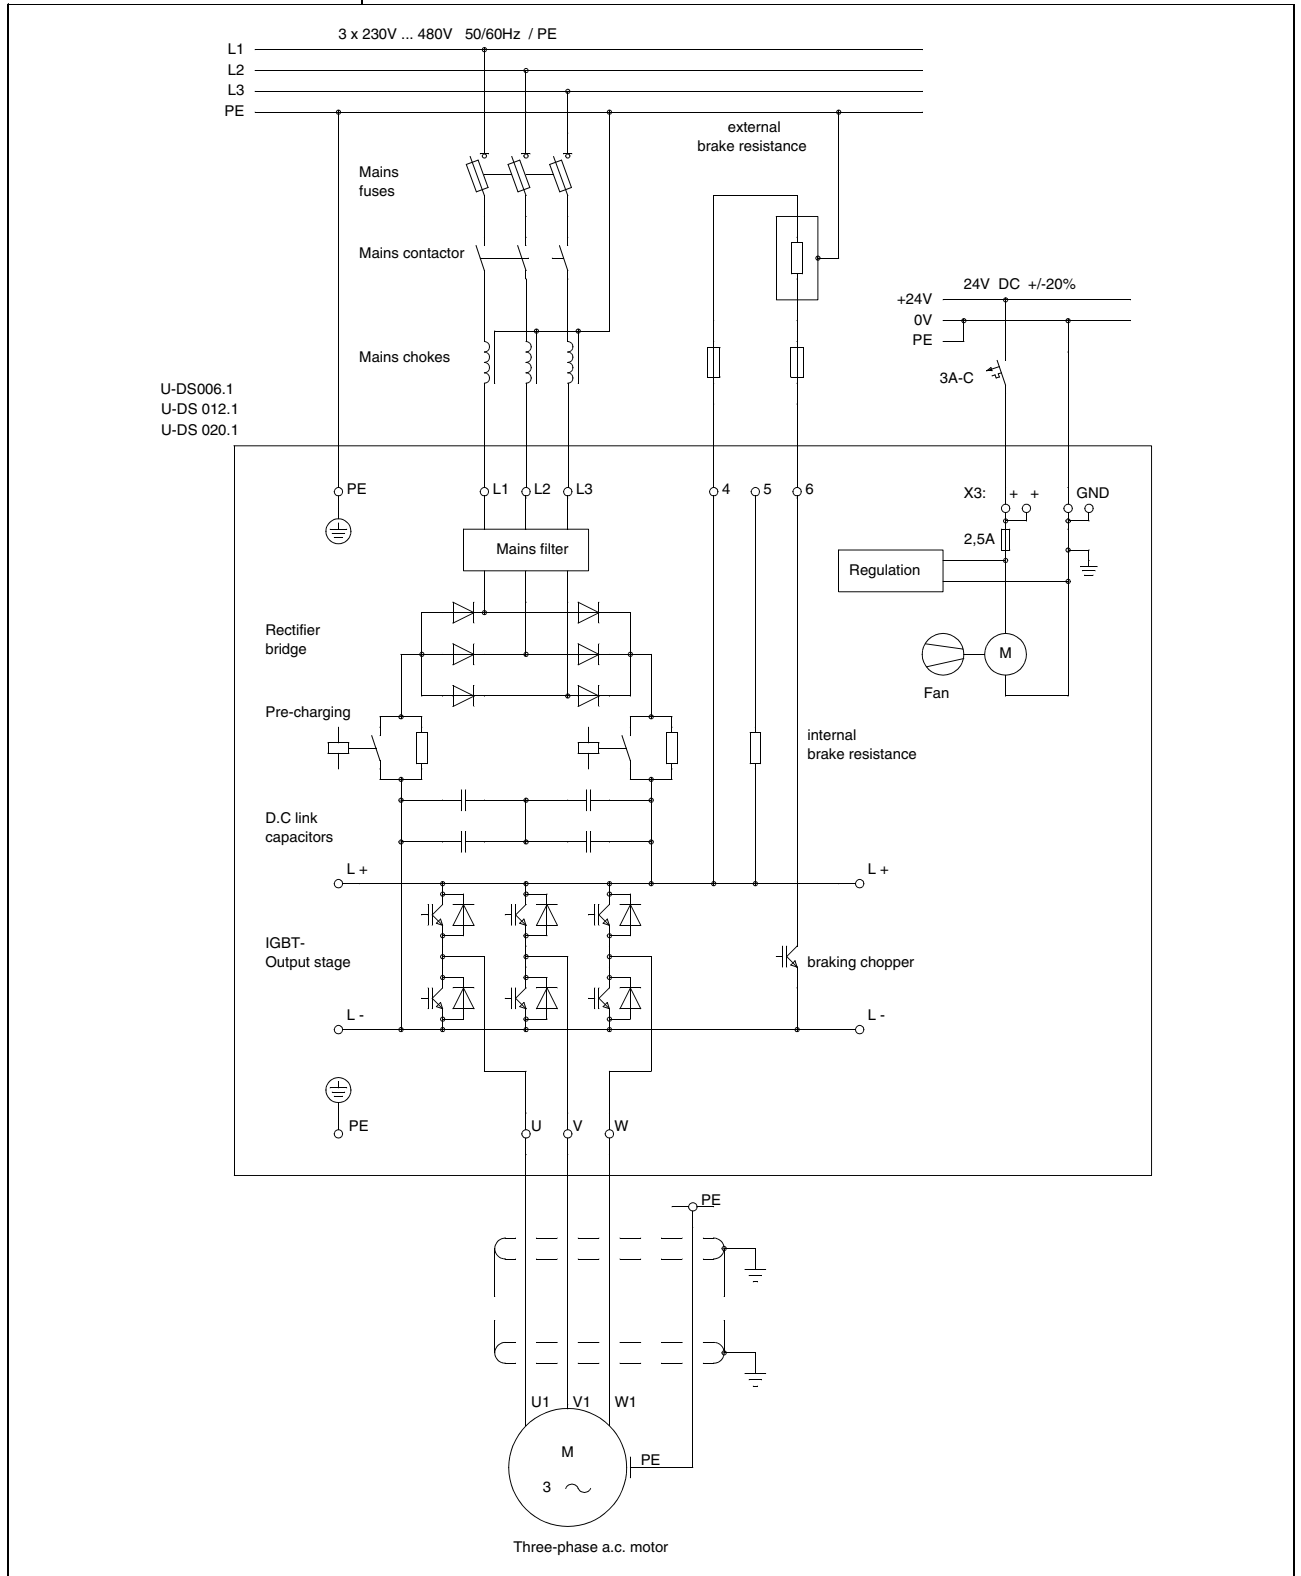 3 x 230V ... 480V 50/60Hz / PE
L1
L2
L3
PE
external
brake resistance
Mains
fuses
Mains contactor
24V DC +/-20%
+24V
0V
PE
Mains chokes
3A-C
U-DS006.1
U-DS 012.1
U-DS 020.1
PE
L1
L2
L3
4
5
6
X3:
+
+
GND
2,5A
Mains filter
Regulation
Rectifier
bridge
M
Fan
Pre-charging
internal
brake resistance
D.C link
capacitors
L +
L +
IGBT-
Output stage
braking chopper
L -
L -
PE
U
V
W
PE
U1
V1
W1
M
3
PE
Three-phase a.c. motor